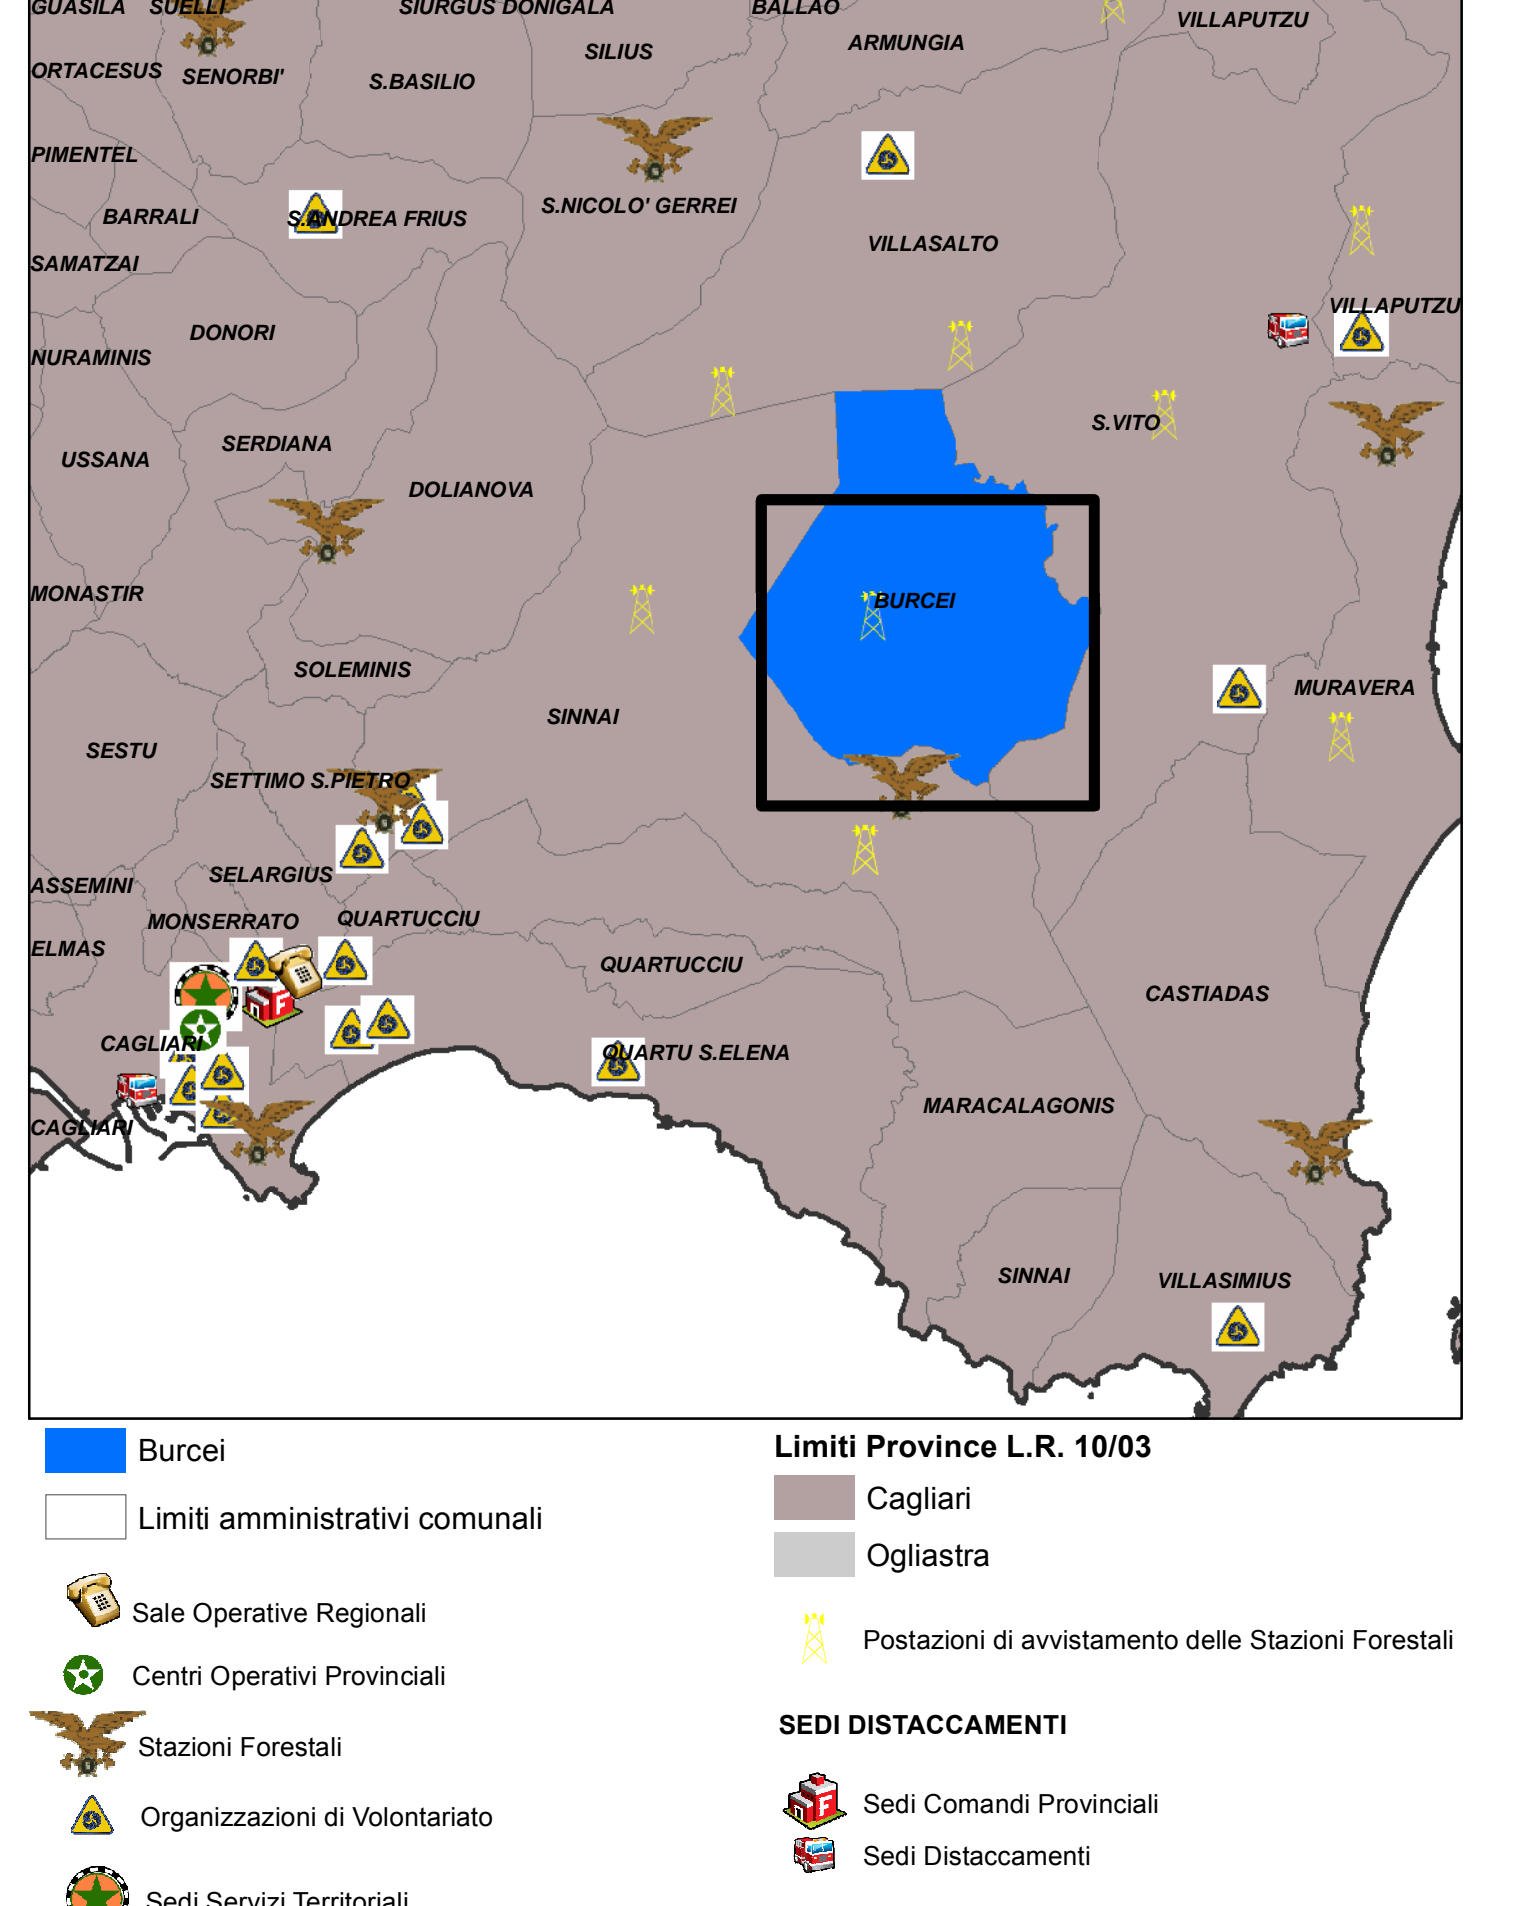 GUASILA SUELLI SIURGUS DONIGALA BALLAO VILLAPUTZU
ARMUNGIA
SILIUS
ORTACESUS SENORBI' S.BASILIO
PIMENTEL
BARRALI S.ANDREA FRIUS S.NICOLO' GERREI
VILLASALTO
SAMATZAI
VILLAPUTZU
DONORI
NURAMINIS
S.VITO
SERDIANA
USSANA
DOLIANOVA
MONASTIR
BURCEI
SOLEMINIS
MURAVERA
SINNAI
SESTU
SETTIMO S.PIETRO
SELARGIUS
ASSEMINI
MONSERRATO QUARTUCCIU
ELMAS
QUARTUCCIU
CASTIADAS
CAGLIARI
QUARTU S.ELENA
MARACALAGONIS
CAGLIARI
SINNAI
VILLASIMIUS
Burcei
Limiti amministrativi comunali
Sale Operative Regionali
Centri Operativi Provinciali
Stazioni Forestali
Organizzazioni di Volontariato
Sedi Servizi Territoriali
Limiti Province L.R. 10/03
Cagliari
Ogliastra
Postazioni di avvistamento delle Stazioni Forestali
SEDI DISTACCAMENTI
Sedi Comandi Provinciali
Sedi Distaccamenti